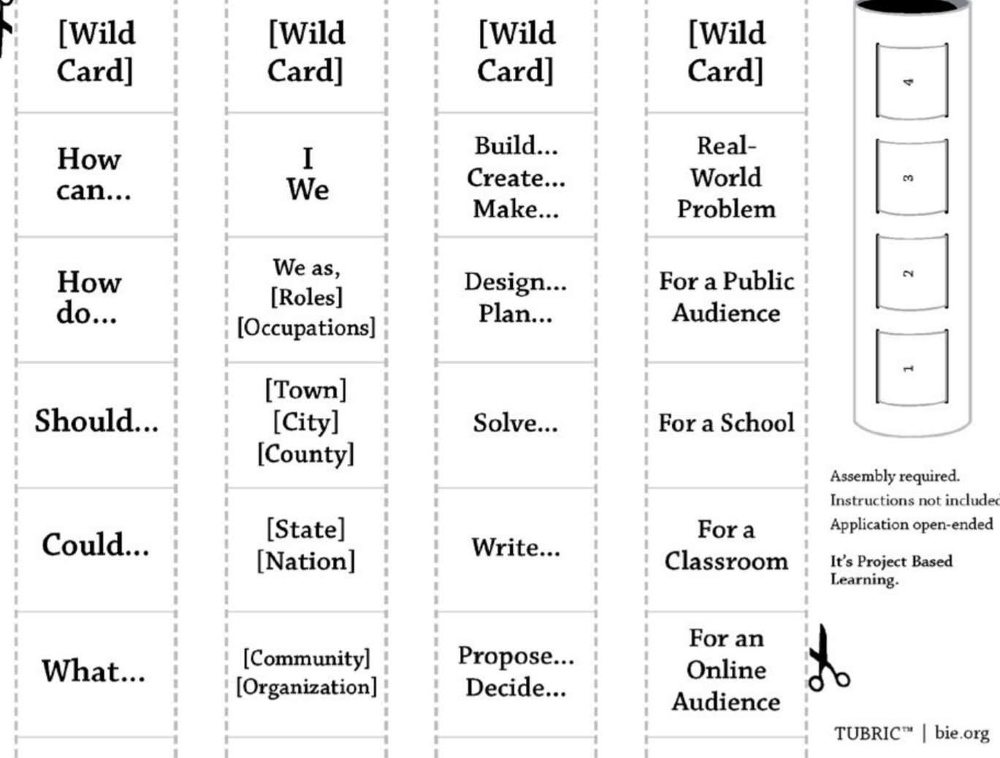 [Wild
Card]
How
can...
How
do...
Should...
Could...
What...
[Wild
Card]
I
We
We as,
[Roles]
[Occupations]
[Town]
[City]
[County]
[State]
[Nation]
[Community]
[Organization]
[Wild
Card]
Build...
Create...
Make...
Design...
Plan...
Solve...
Write...
Propose...
Decide...
[Wild
Card]
Real-
World
Problem
For a Public
Audience
For a School
For a
Classroom
For an
Online
Audience
4
3
2
1
Assembly required.
Instructions not included
Application open-ended
It's Project Based
Learning.
TUBRIC™ | bie.org